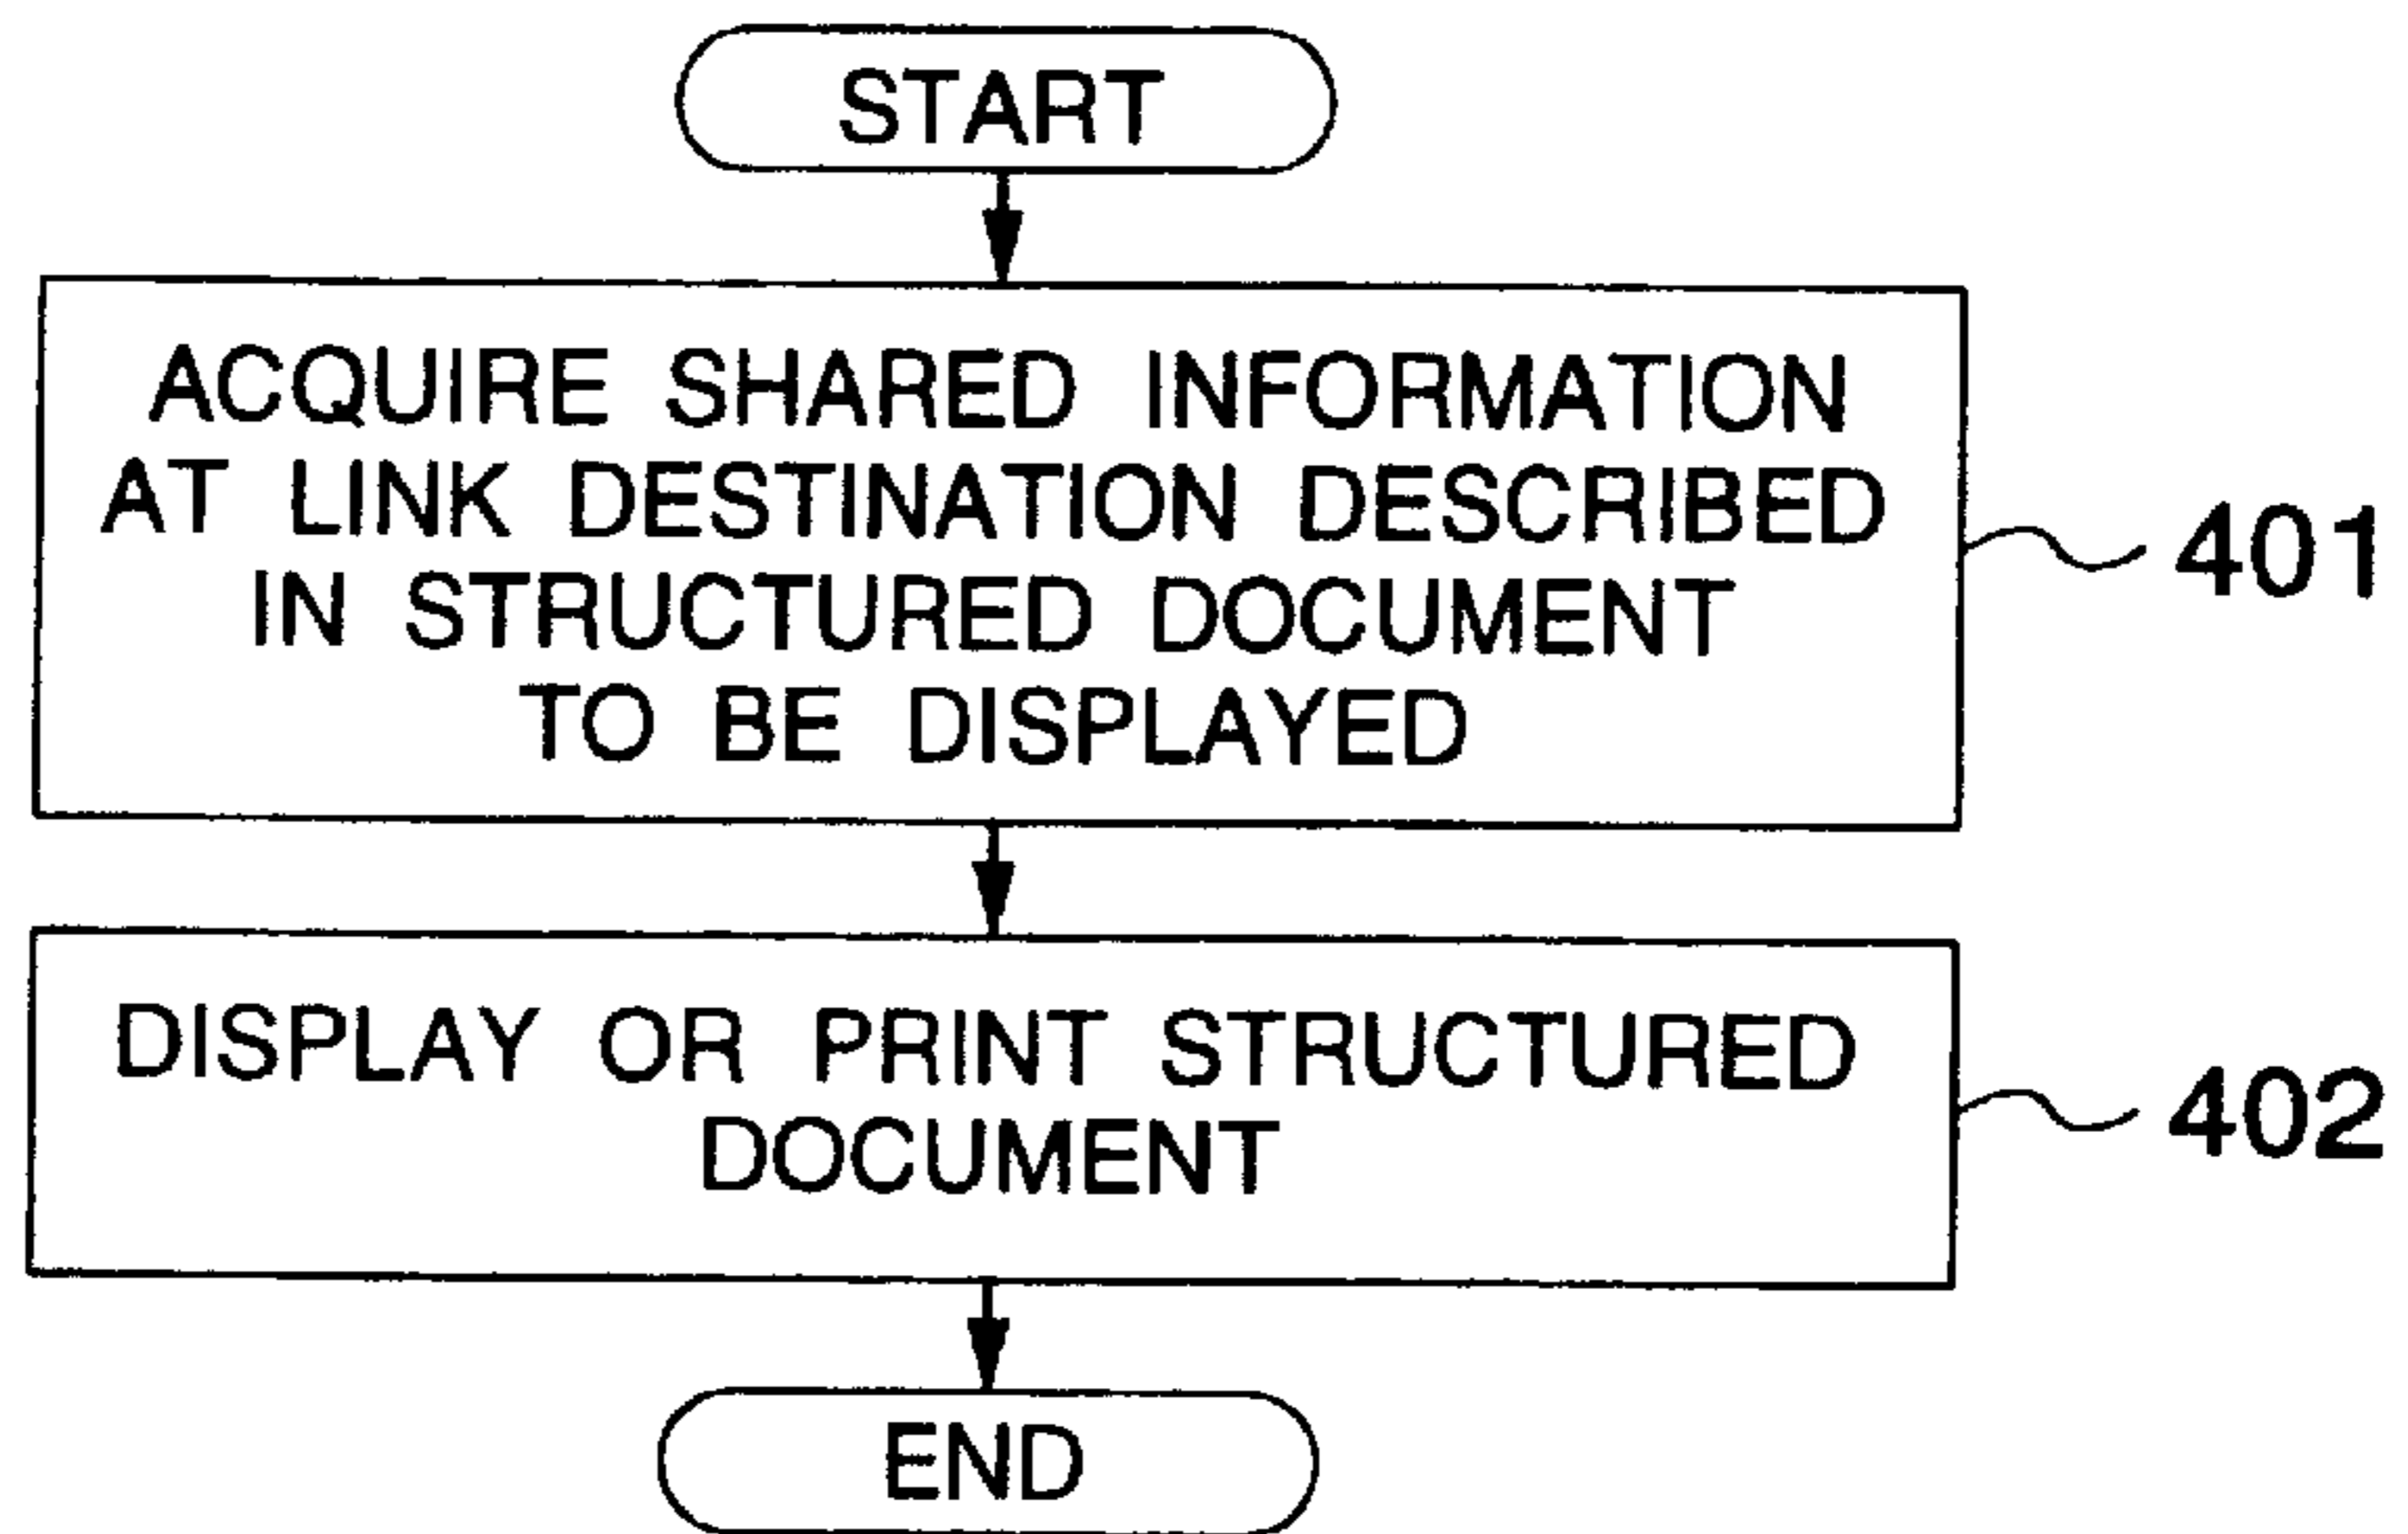 START
ACQUIRE SHARED INFORMATION
AT LINK DESTINATION DESCRIBED
IN STRUCTURED DOCUMENT
TO BE DISPLAYED
401
DISPLAY OR PRINT STRUCTURED
DOCUMENT
402
END